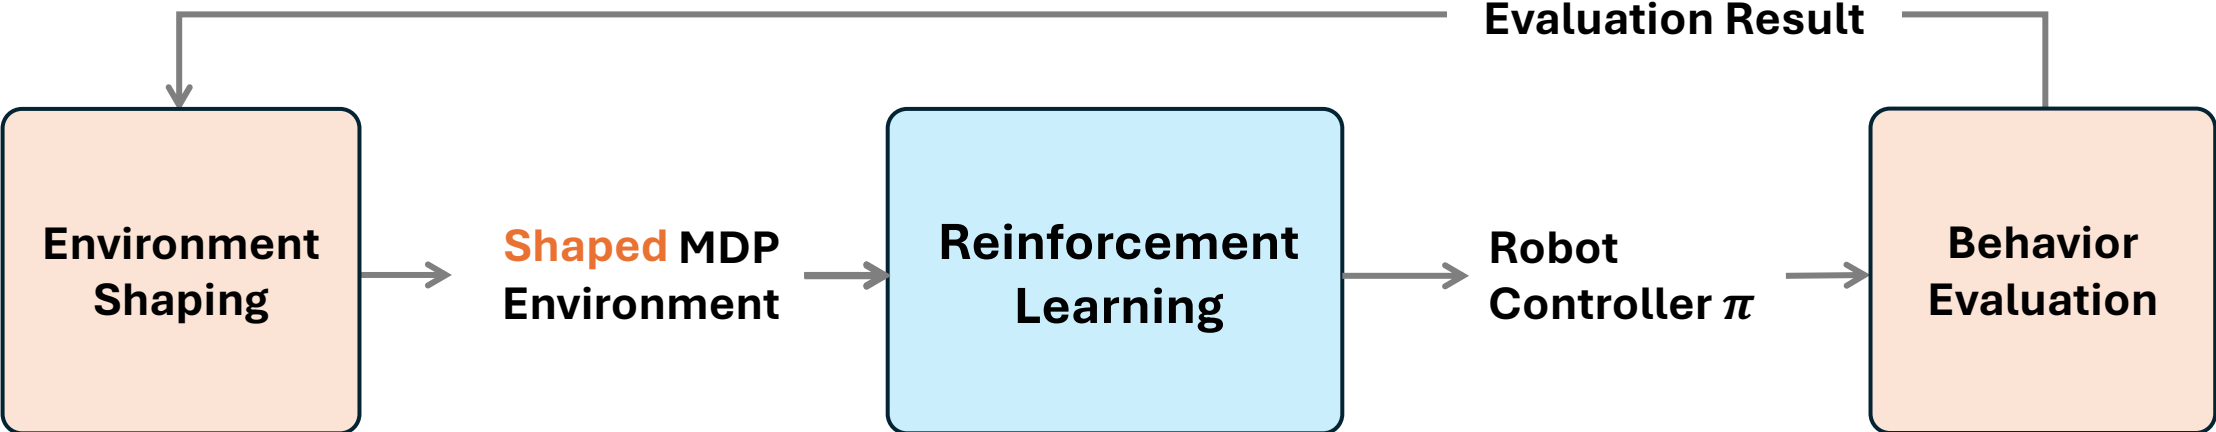 Evaluation Result
Environment
Shaping
Shaped MDP
Environment
Reinforcement
Learning
Robot
Controller π
Behavior
Evaluation